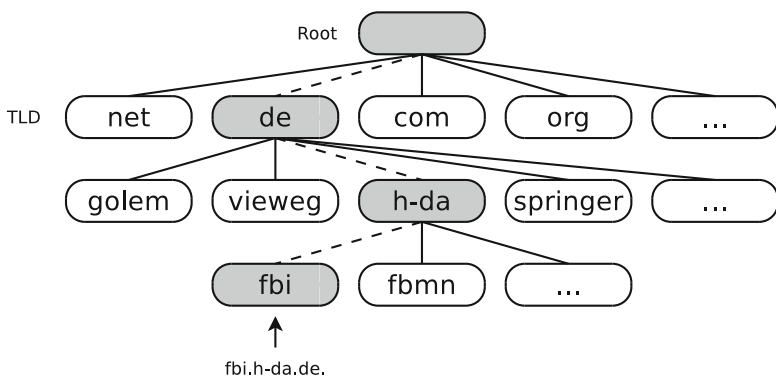 Root
TLD net de com org ...
golem vieweg h-da springer ...
fbi fbmn ...
fbi.h-da.de.